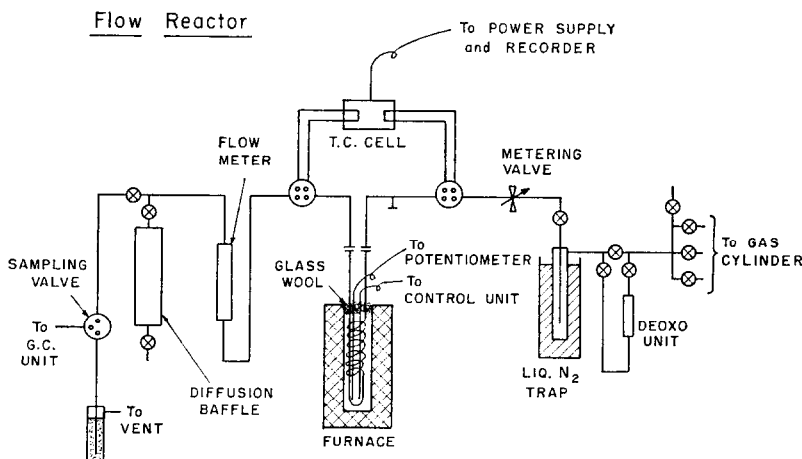 Flow Reactor
To POWER SUPPLY
and RECORDER
T.C. CELL
FLOW
METER
METERING
VALVE
To
POTENTIOMETER
To
CONTROL UNIT
GLASS
WOOL
To GAS
CYLINDER
SAMPLING
VALVE
To
G.C.
UNIT
DIFFUSION
BAFFLE
To
VENT
FURNACE
LIQ. N2
TRAP
DEOXO
UNIT